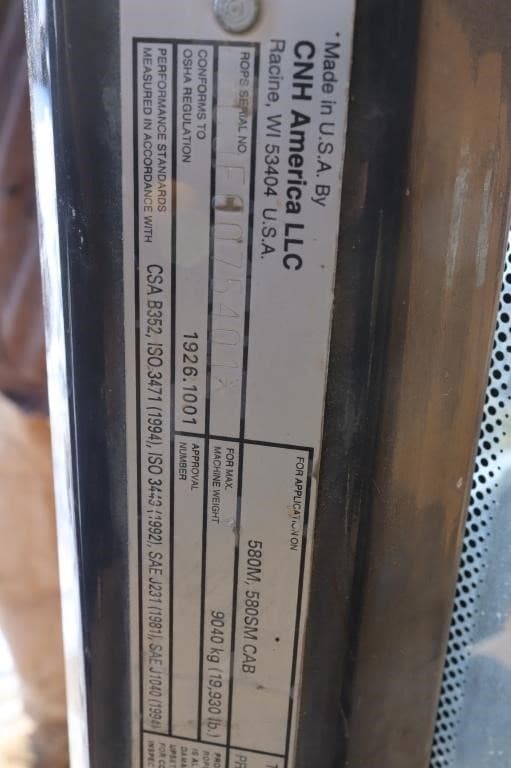 *Made in U.S.A. By
CNH America LLC
Racine, WI 53404 U.S.A.
FOR APPLICATION ON
580M, 580SM CAB
ROPS SERIAL NO.
FOR MAX. MACHINE WEIGHT
9040 kg (19,930 lb.)
CONFORMS TO
OSHA REGULATION
1926.1001
APPROVAL
NUMBER
PERFORMANCE STANDARDS
MEASURED IN ACCORDANCE WITH
CSA B352, ISO 3471 (1994), ISO 3449 (1992), SAE J231 (1981), SAE J1040 (1994)